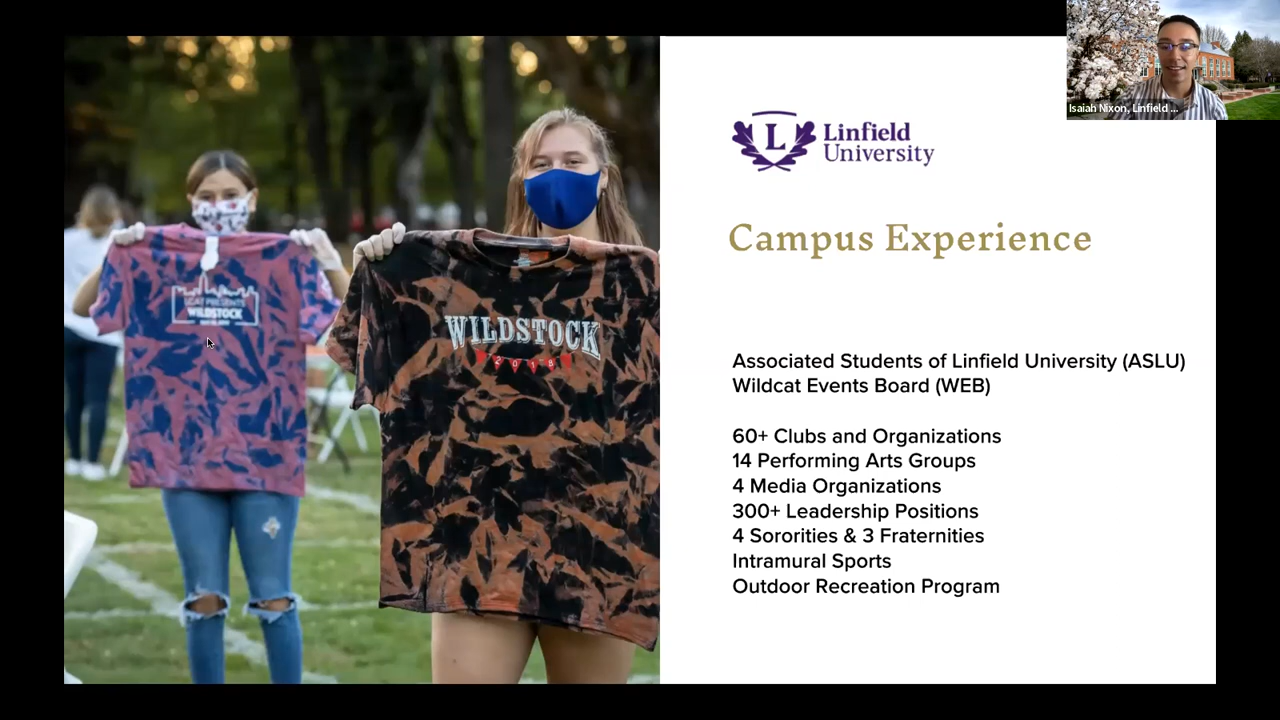 Isaiah Nixon, Linfield ...
L
Linfield
University
Campus Experience
Associated Students of Linfield University (ASLU)
Wildcat Events Board (WEB)
60+ Clubs and Organizations
14 Performing Arts Groups
4 Media Organizations
300+ Leadership Positions
4 Sororities & 3 Fraternities
Intramural Sports
Outdoor Recreation Program
PRESENTS
WILDSTOCK
WILDSTOCK
2018